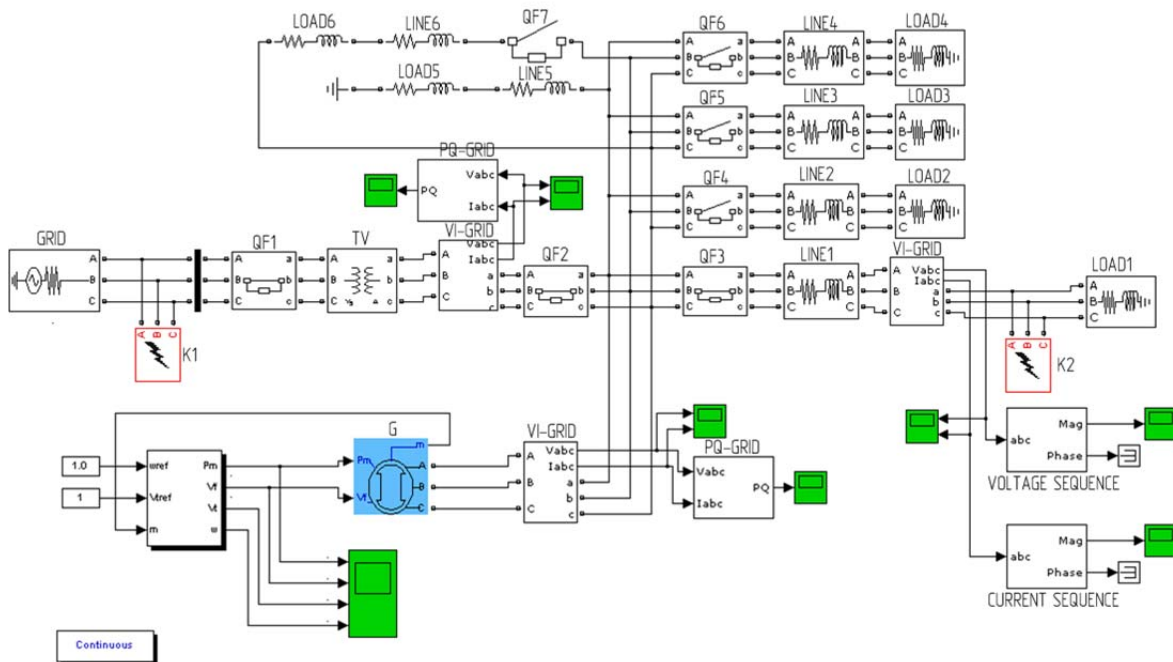 LOAD6
LINE6
QF7
LOAD5
LINE5
QF6
A a
B b
C c
LINE4
A A
B B
C C
LOAD4
A
B
C
QF5
A a
B b
C c
LINE3
A A
B B
C C
LOAD3
A
B
C
PQ-GRID
PQ
Vabc
Iabc
QF4
A a
B b
C c
LINE2
A A
B B
C C
LOAD2
A
B
C
GRID
A
B
C
QF1
A a
B b
C c
TV
A a
B b
C c
VI-GRID
Vabc
Iabc
A a
B b
C c
QF2
A a
B b
C c
QF3
A a
B b
C c
LINE1
A A
B B
C C
VI-GRID
Vabc
Iabc
A a
B b
C c
LOAD1
A
B
C
A B C
K1
A B C
K2
1.0
1
wref
Vtref
m
Pm
Vf
Vt
w
G
m
Pm
Vf
A
B
C
VI-GRID
Vabc
Iabc
A a
B b
C c
PQ-GRID
Vabc
Iabc
PQ
abc
Mag
Phase
VOLTAGE SEQUENCE
abc
Mag
Phase
CURRENT SEQUENCE
Continuous